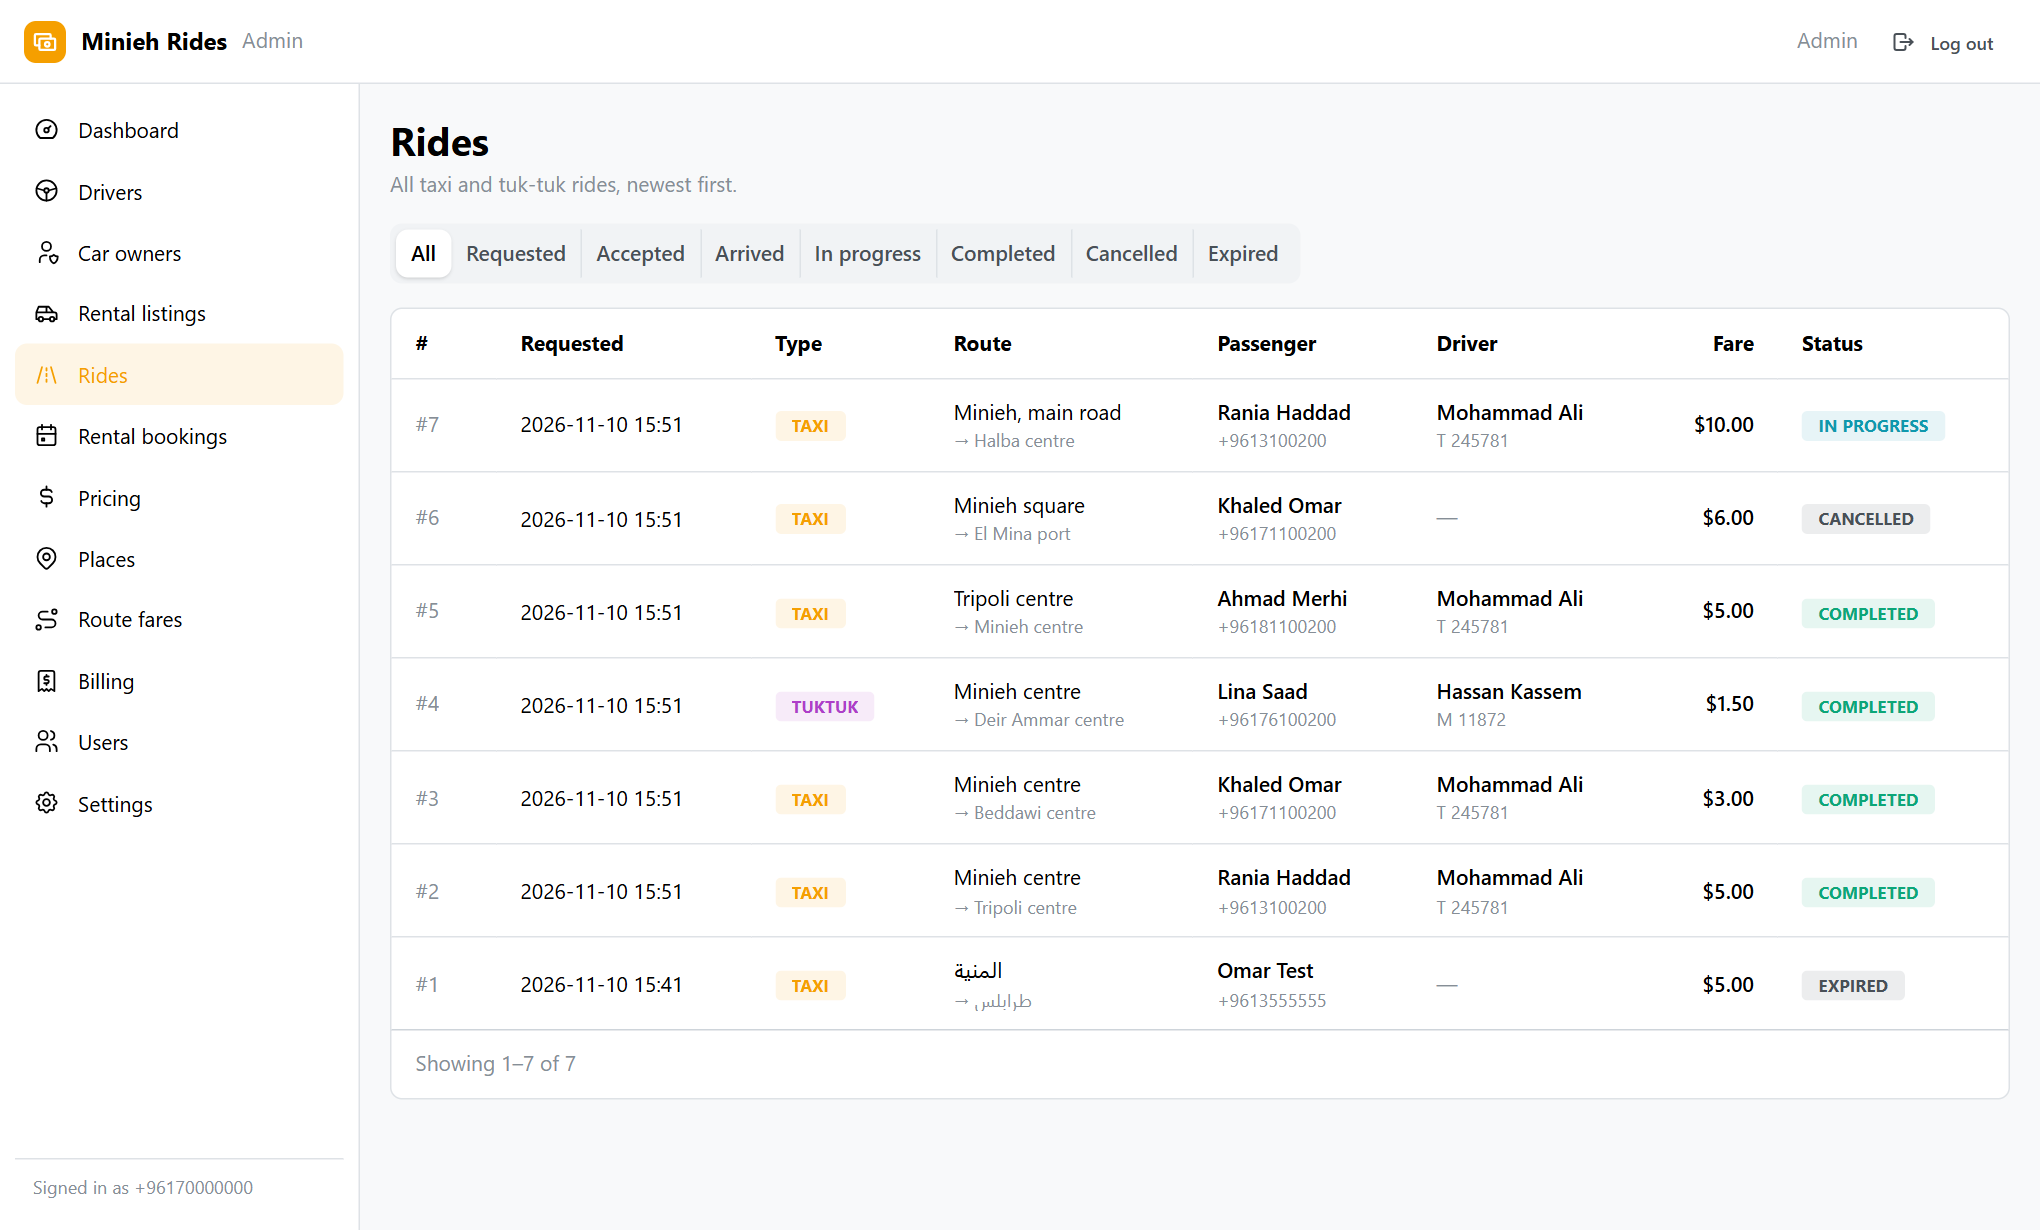 Minieh Rides Admin
Admin
Log out
Dashboard
Drivers
Car owners
Rental listings
Rides
Rental bookings
Pricing
Places
Route fares
Billing
Users
Settings
Signed in as +96170000000
Rides
All taxi and tuk-tuk rides, newest first.
All Requested Accepted Arrived In progress Completed Cancelled Expired
# Requested Type Route Passenger Driver Fare Status
#7 2026-11-10 15:51 TAXI Minieh, main road Rania Haddad Mohammad Ali $10.00 IN PROGRESS
→ Halba centre +9613100200 T 245781
#6 2026-11-10 15:51 TAXI Minieh square Khaled Omar — $6.00 CANCELLED
→ El Mina port +96171100200
#5 2026-11-10 15:51 TAXI Tripoli centre Ahmad Merhi Mohammad Ali $5.00 COMPLETED
→ Minieh centre +96181100200 T 245781
#4 2026-11-10 15:51 TUKTUK Minieh centre Lina Saad Hassan Kassem $1.50 COMPLETED
→ Deir Ammar centre +96176100200 M 11872
#3 2026-11-10 15:51 TAXI Minieh centre Khaled Omar Mohammad Ali $3.00 COMPLETED
→ Beddawi centre +96171100200 T 245781
#2 2026-11-10 15:51 TAXI Minieh centre Rania Haddad Mohammad Ali $5.00 COMPLETED
→ Tripoli centre +9613100200 T 245781
#1 2026-11-10 15:41 TAXI المنية Omar Test — $5.00 EXPIRED
→ طرابلس +9613555555
Showing 1–7 of 7